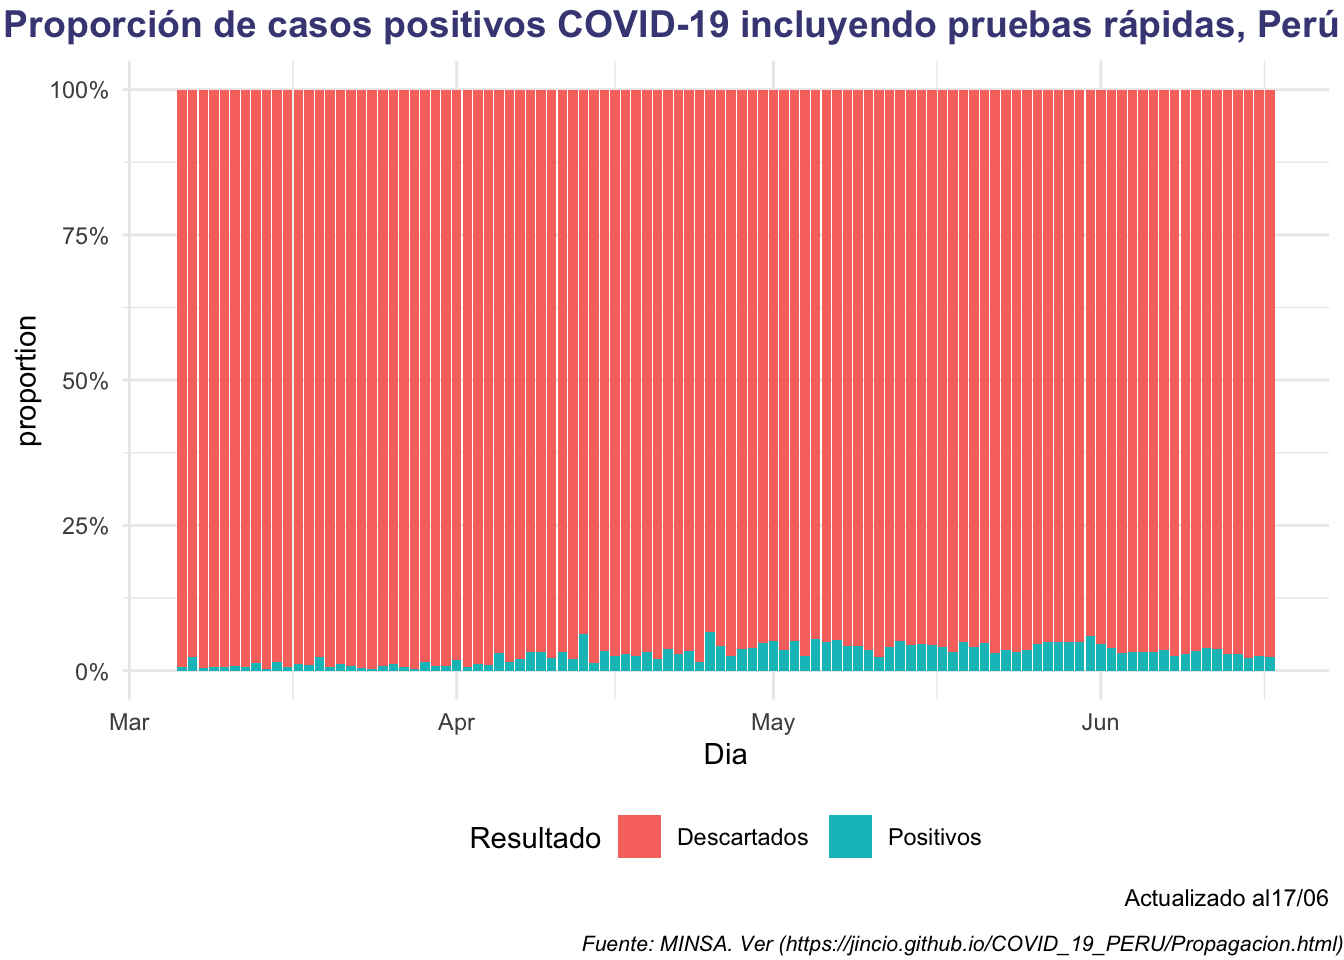 Proporción de casos positivos COVID-19 incluyendo pruebas rápidas, Perú
100%
75%
50%
25%
0%
proportion
Mar Apr May Jun
Dia
Resultado Descartados Positivos
Actualizado al17/06
Fuente: MINSA. Ver (https://jincio.github.io/COVID_19_PERU/Propagacion.html)